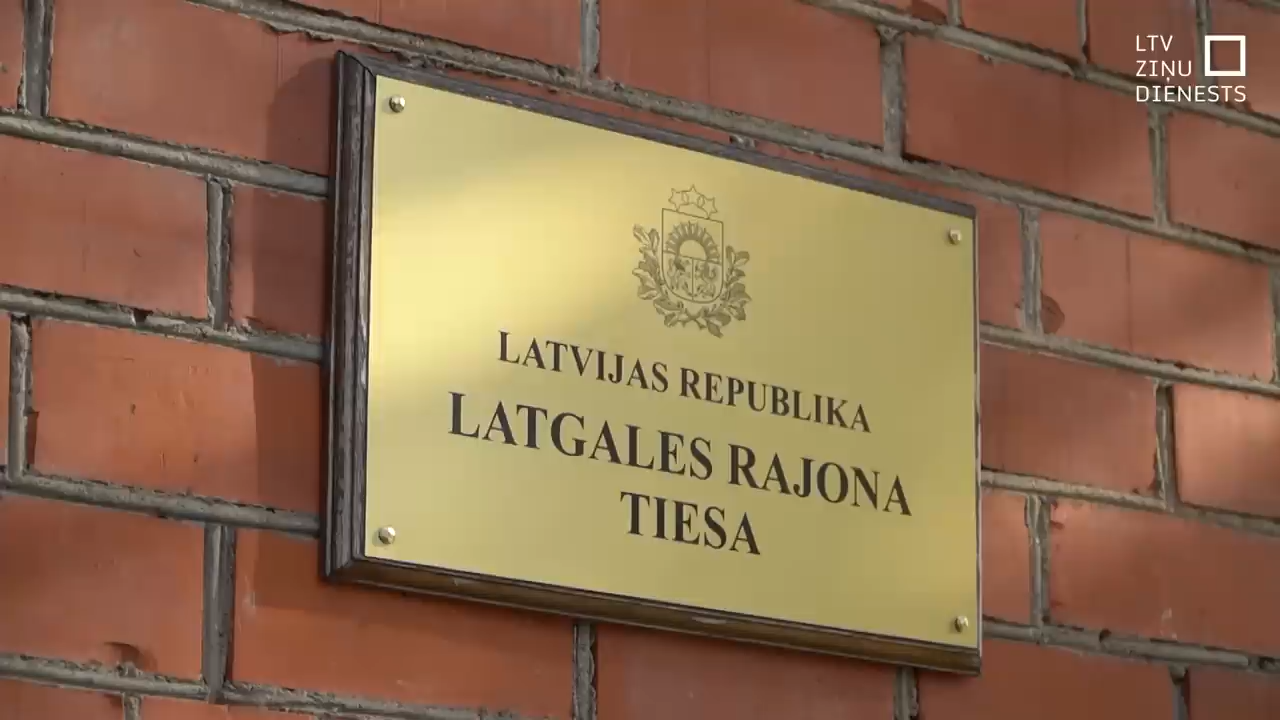 LTV
ZIŅU
DIENESTS
LATVIJAS REPUBLIKA
LATGALES RAJONA
TIESA